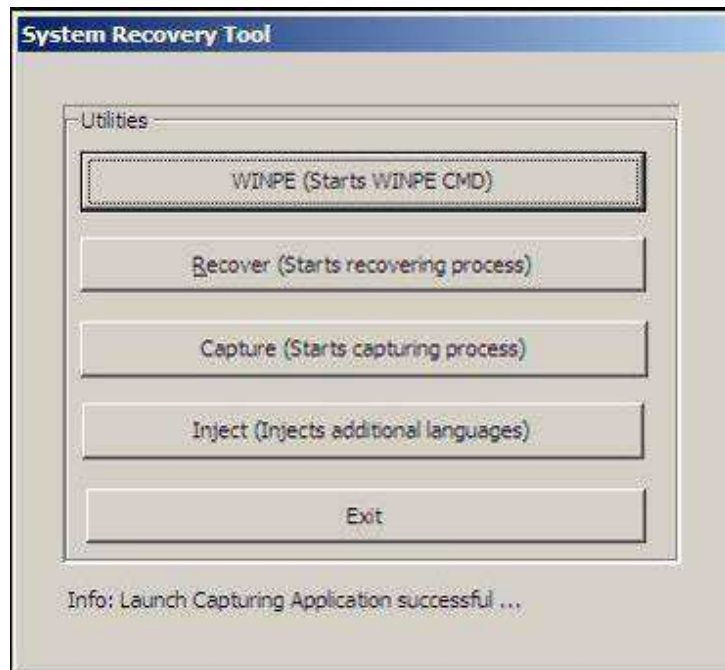 System Recovery Tool
Utilities
WINPE (Starts WINPE CMD)
Recover (Starts recovering process)
Capture (Starts capturing process)
Inject (Injects additional languages)
Exit
Info: Launch Capturing Application successful ...